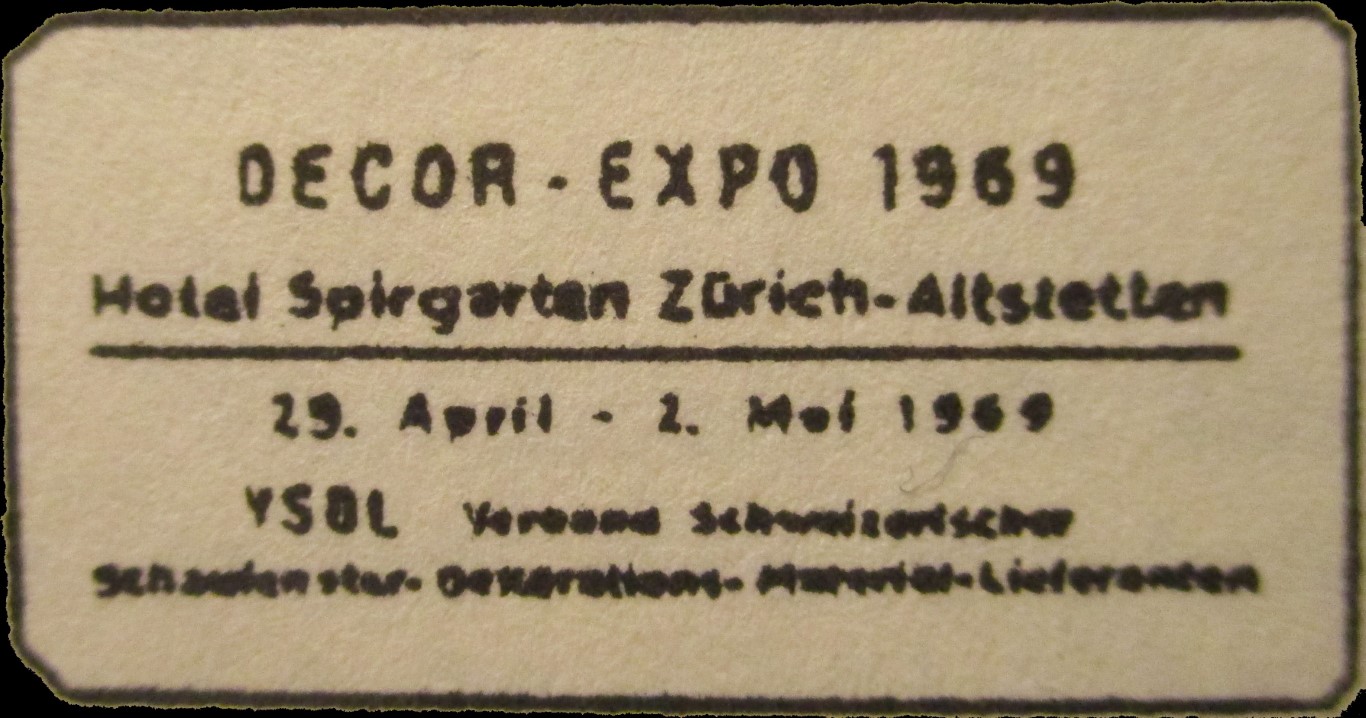 DECOR - EXPO 1969
Hotel Spirgarten Zürich-Altstetten
29. April - 2. Mai 1969
VSDL Verband Schweizerischer
Schaufenster- Dekorations- Material-Lieferanten